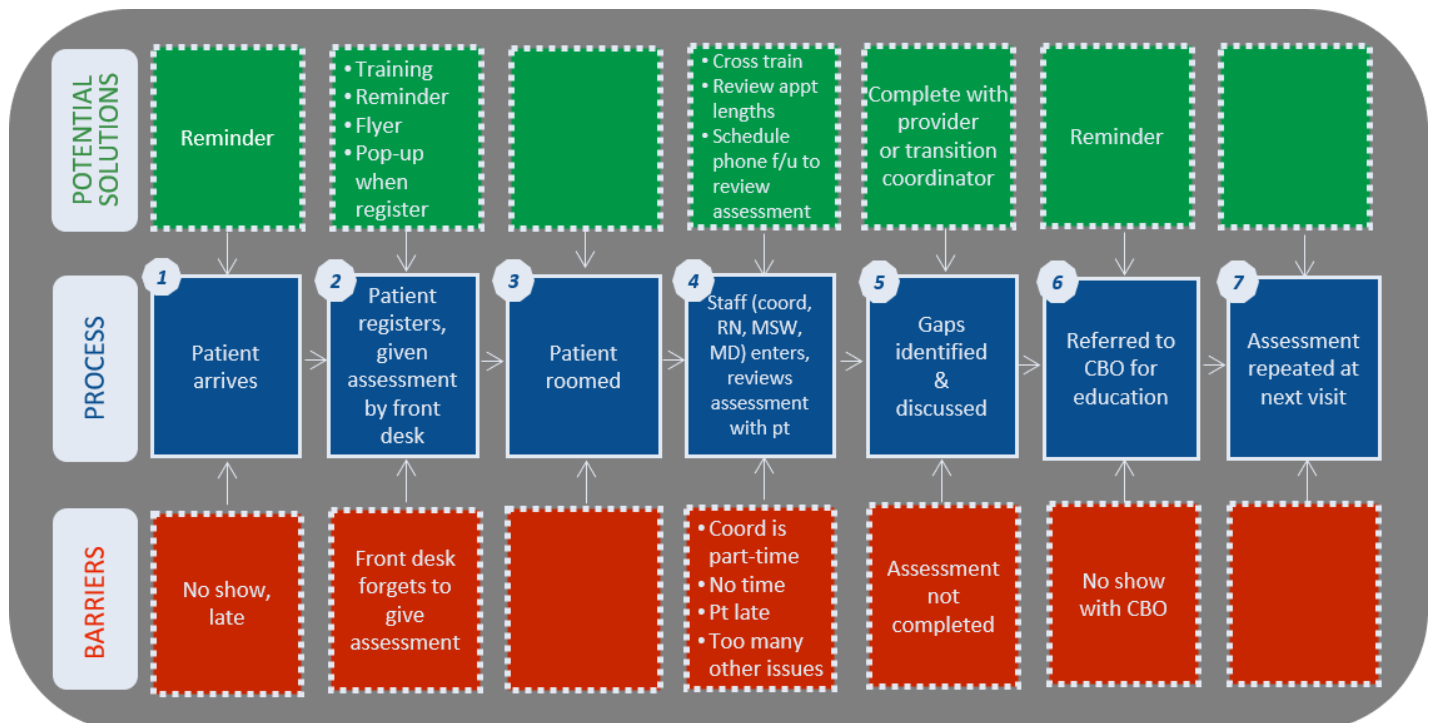 POTENTIAL
SOLUTIONS
Reminder
• Training
• Reminder
• Flyer
• Pop-up
when
register
• Cross train
• Review appt
lengths
• Schedule
phone f/u to
review
assessment
Complete with
provider
or transition
coordinator
Reminder
PROCESS
1
Patient
arrives
2
Patient
registers,
given
assessment
by front
desk
3
Patient
roomed
4
Staff (coord,
RN, MSW,
MD) enters,
reviews
assessment
with pt
5
Gaps
identified
&
discussed
6
Referred to
CBO for
education
7
Assessment
repeated at
next visit
BARRIERS
No show,
late
Front desk
forgets to
give
assessment
• Coord is
part-time
• No time
• Pt late
• Too many
other issues
Assessment
not
completed
No show
with CBO